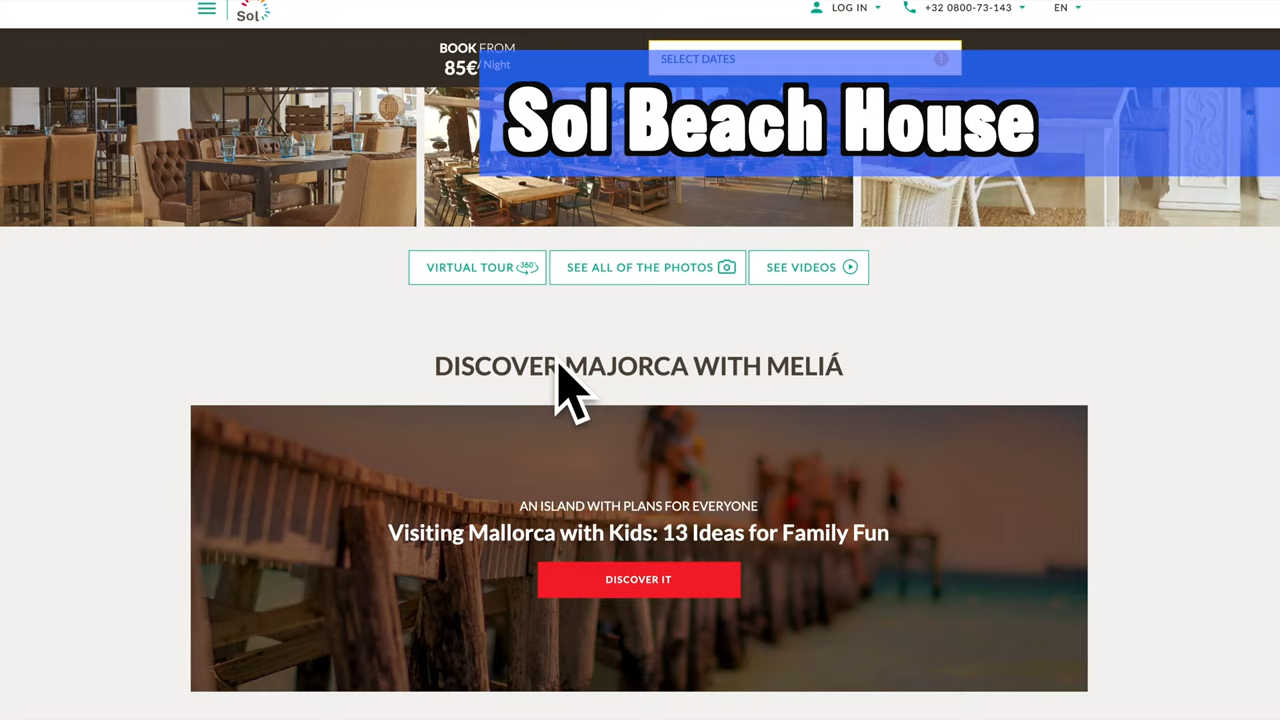 Sol
LOG IN
+32 0800-73-143
EN
BOOK FROM
85€/ Night
SELECT DATES
Sol Beach House
VIRTUAL TOUR 360°
SEE ALL OF THE PHOTOS
SEE VIDEOS
DISCOVER MAJORCA WITH MELIÁ
AN ISLAND WITH PLANS FOR EVERYONE
Visiting Mallorca with Kids: 13 Ideas for Family Fun
DISCOVER IT